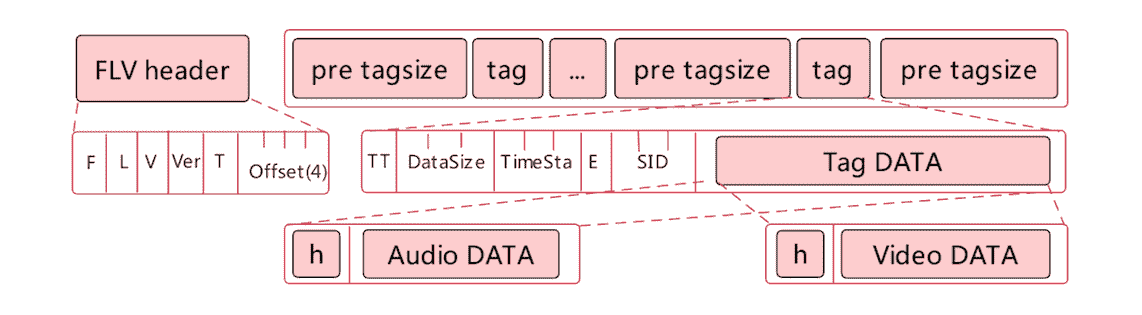 FLV header
pre tagsize tag ... pre tagsize tag pre tagsize
F L V Ver T Offset(4)
TT DataSize TimeSta E SID Tag DATA
h Audio DATA
h Video DATA